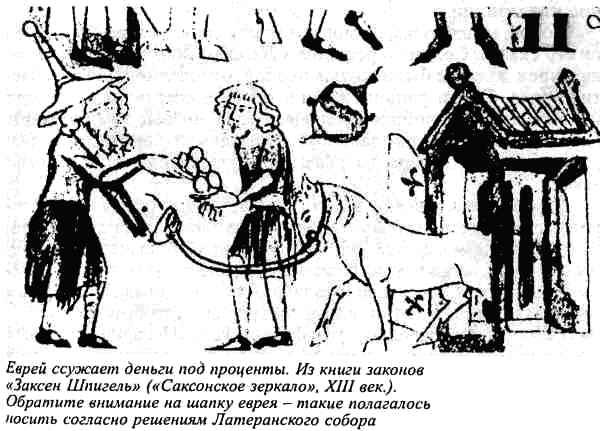 Еврей ссужает деньги под проценты. Из книги законов
«Заксен Шпигель» («Саксонское зеркало», XIII век.).
Обратите внимание на шапку еврея – такие полагалось
носить согласно решениям Латеранского собора